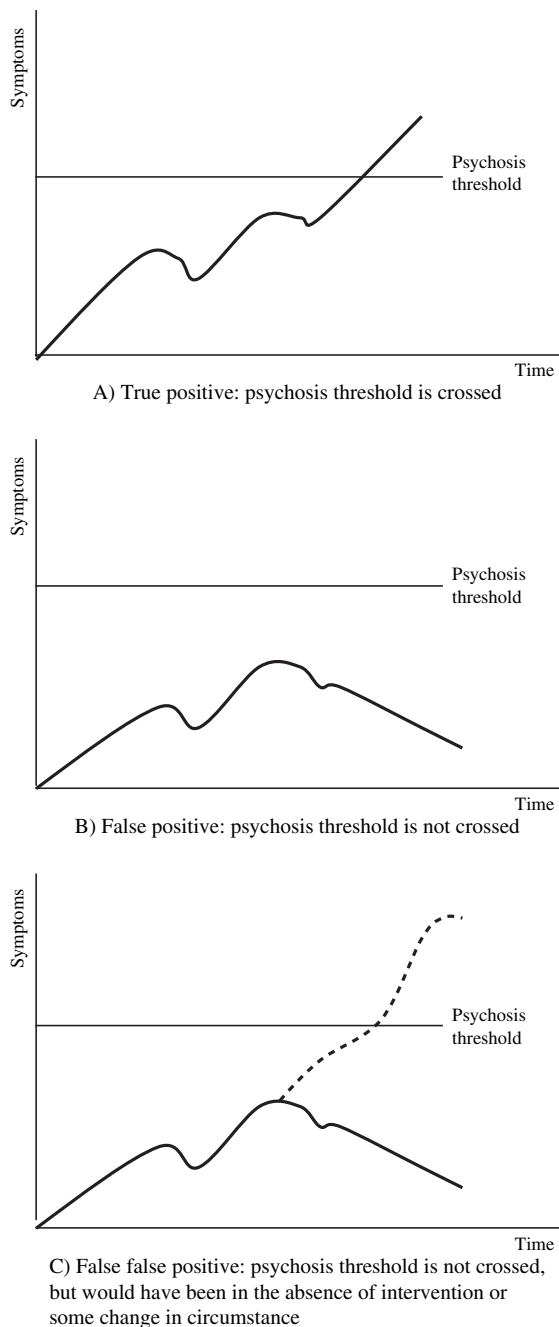 Symptoms
Psychosis
threshold
Time
A) True positive: psychosis threshold is crossed
Symptoms
Psychosis
threshold
Time
B) False positive: psychosis threshold is not crossed
Symptoms
Psychosis
threshold
Time
C) False false positive: psychosis threshold is not crossed,
but would have been in the absence of intervention or
some change in circumstance